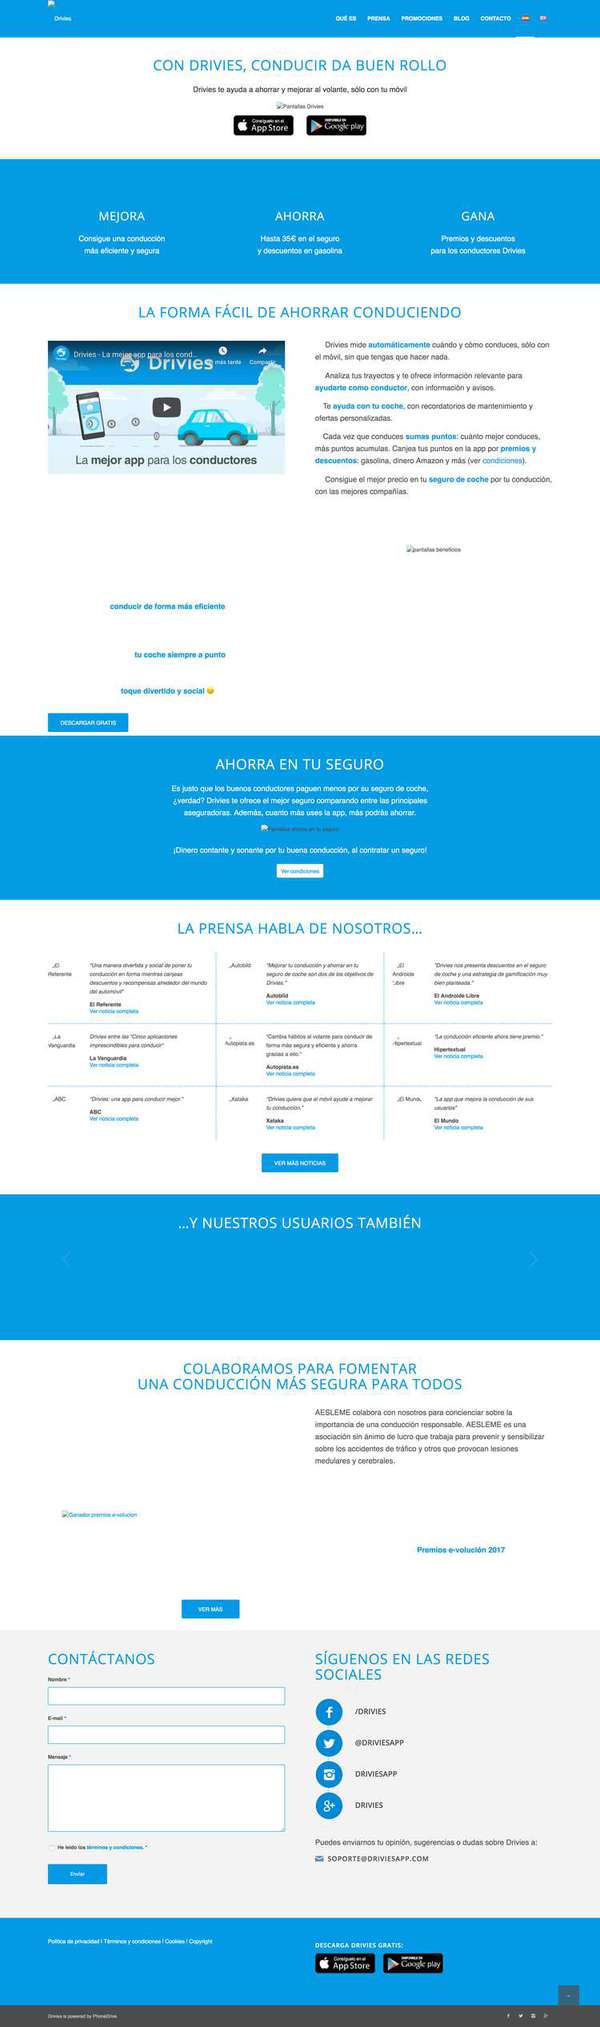 Drivies
QUÉ ES PRENSA PROMOCIONES BLOG CONTACTO
CON DRIVIES, CONDUCIR DA BUEN ROLLO
Drivies te ayuda a ahorrar y mejorar al volante, sólo con tu móvil
Pantallas Drivies
Consíguelo en el App Store
DISPONIBLE EN Google play
MEJORA
Consigue una conducción
más eficiente y segura
AHORRA
Hasta 35€ en el seguro
y descuentos en gasolina
GANA
Premios y descuentos
para los conductores Drivies
LA FORMA FÁCIL DE AHORRAR CONDUCIENDO
Drivies - La mejor app para los cond...
más tarde
Compartir
Drivies
La mejor app para los conductores
Drivies mide automáticamente cuándo y cómo conduces, sólo con
el móvil, sin que tengas que hacer nada.
Analiza tus trayectos y te ofrece información relevante para
ayudarte como conductor, con información y avisos.
Te ayuda con tu coche, con recordatorios de mantenimiento y
ofertas personalizadas.
Cada vez que conduces sumas puntos: cuánto mejor conduces,
más puntos acumulas. Canjea tus puntos en la app por premios y
descuentos: gasolina, dinero Amazon y más (ver condiciones).
Consigue el mejor precio en tu seguro de coche por tu conducción,
con las mejores compañías.
pantallas beneficios
conducir de forma más eficiente
tu coche siempre a punto
toque divertido y social
DESCARGAR GRATIS
AHORRA EN TU SEGURO
Es justo que los buenos conductores paguen menos por su seguro de coche,
¿verdad? Drivies te ofrece el mejor seguro comparando entre las principales
aseguradoras. Además, cuanto más uses la app, más podrás ahorrar.
Pantallas ahorra en tu seguro
¡Dinero contante y sonante por tu buena conducción, al contratar un seguro!
Ver condiciones
LA PRENSA HABLA DE NOSOTROS...
El Referente
"Una manera divertida y social de poner tu
conducción en forma mientras canjeas
descuentos y recompensas alrededor del mundo
del automóvil"
El Referente
Ver noticia completa
Autobild
"Mejorar tu conducción y ahorrar en tu
seguro de coche son dos de los objetivos de
Drivies."
Autobild
Ver noticia completa
El Androide Libre
"Drivies nos presenta descuentos en el seguro
de coche y una estrategia de gamificación muy
bien planteada."
El Androide Libre
Ver noticia completa
La Vanguardia
Drivies entre las "Cinco aplicaciones
imprescindibles para conducir"
La Vanguardia
Ver noticia completa
Autopista.es
"Cambia hábitos al volante para conducir de
forma más segura y eficiente y ahorra
gracias a ello."
Autopista.es
Ver noticia completa
Hipertextual
"La conducción eficiente ahora tiene premio."
Hipertextual
Ver noticia completa
ABC
"Drivies: una app para conducir mejor."
ABC
Ver noticia completa
Xataka
"Drivies quiere que el móvil ayude a mejorar
tu conducción."
Xataka
Ver noticia completa
El Mundo
"La app que mejora la conducción de sus
usuarios"
El Mundo
Ver noticia completa
VER MÁS NOTICIAS
...Y NUESTROS USUARIOS TAMBIÉN
COLABORAMOS PARA FOMENTAR
UNA CONDUCCIÓN MÁS SEGURA PARA TODOS
AESLEME colabora con nosotros para concienciar sobre la
importancia de una conducción responsable. AESLEME es una
asociación sin ánimo de lucro que trabaja para prevenir y sensibilizar
sobre los accidentes de tráfico y otros que provocan lesiones
medulares y cerebrales.
Ganador premios e-volucion
Premios e-volución 2017
VER MÁS
CONTÁCTANOS
Nombre *
E-mail *
Mensaje *
He leído los términos y condiciones. *
Enviar
SÍGUENOS EN LAS REDES
SOCIALES
/DRIVIES
@DRIVIESAPP
DRIVIESAPP
DRIVIES
Puedes enviarnos tu opinión, sugerencias o dudas sobre Drivies a:
SOPORTE@DRIVIESAPP.COM
Política de privacidad | Términos y condiciones | Cookies | Copyright
DESCARGA DRIVIES GRATIS:
Consíguelo en el App Store
DISPONIBLE EN Google play
Drivies is powered by PhoneDrive